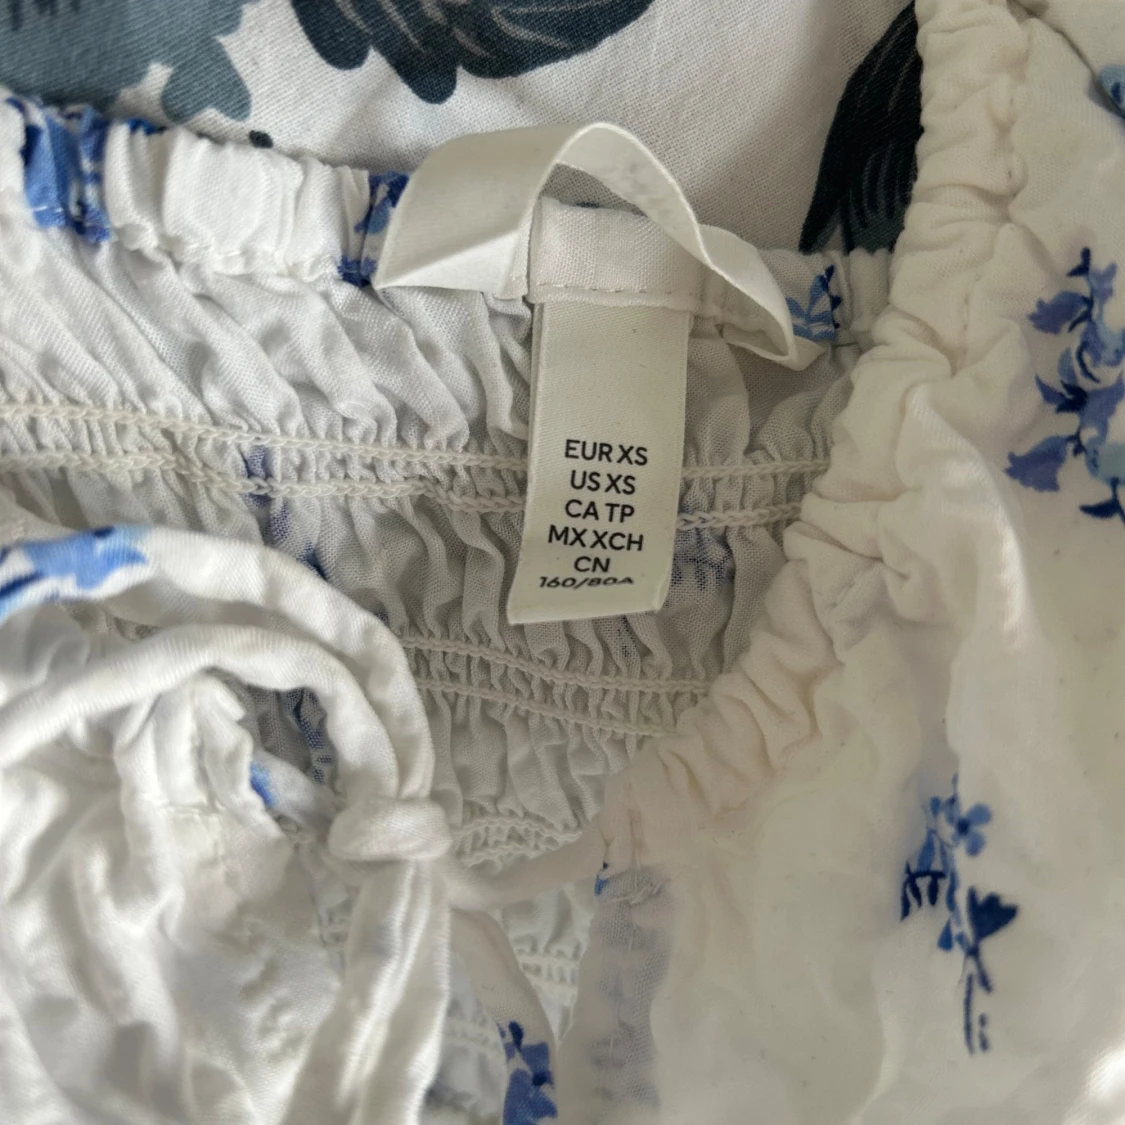 EUR XS
US XS
CA TP
MX XCH
CN
160/80A